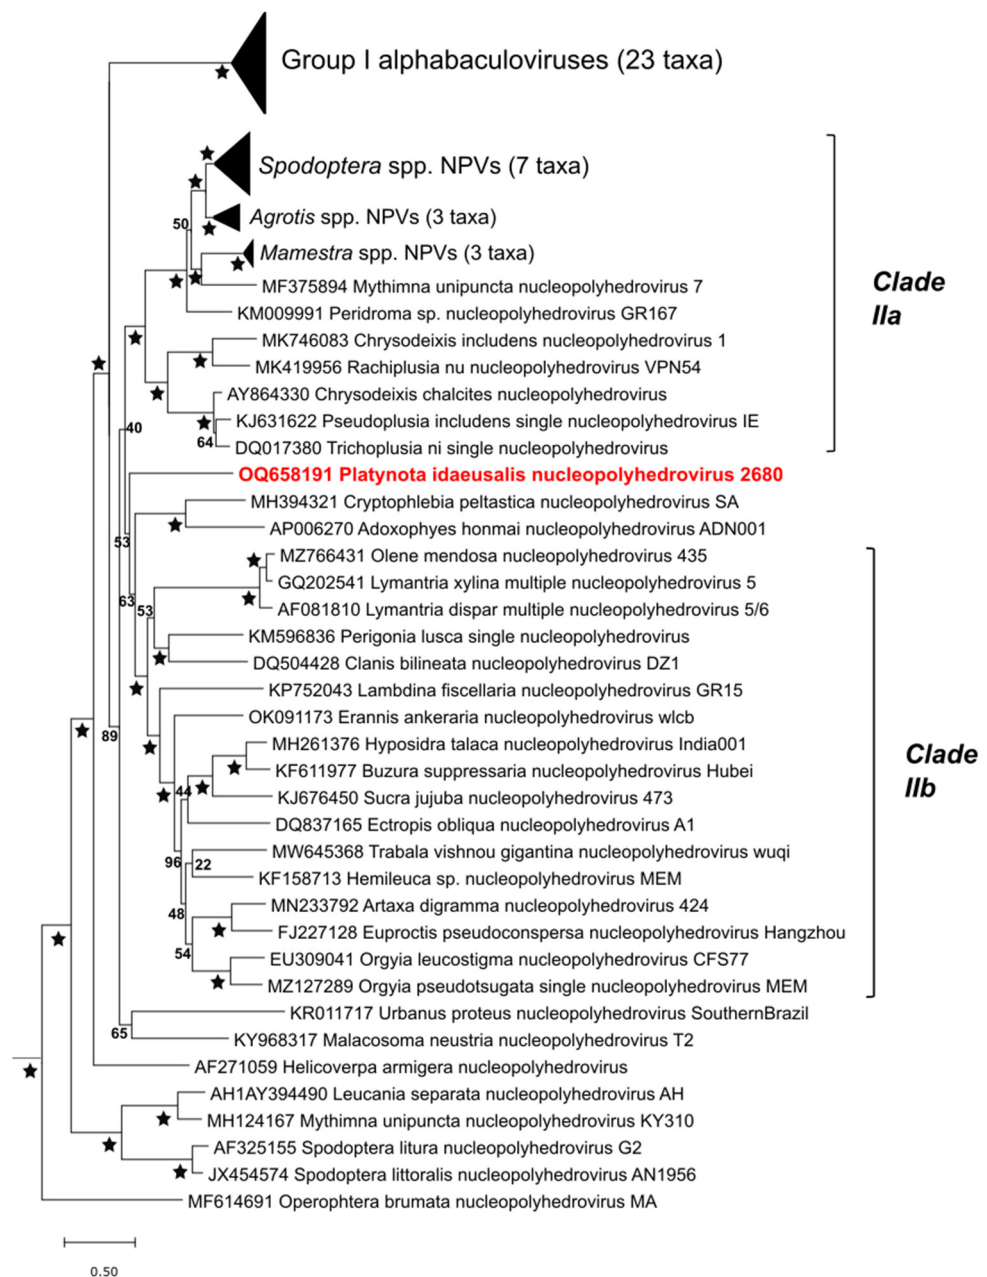 Group I alphabaculoviruses (23 taxa)
Spodoptera spp. NPVs (7 taxa)
Agrotis spp. NPVs (3 taxa)
50
Mamestra spp. NPVs (3 taxa)
MF375894 Mythimna unipuncta nucleopolyhedrovirus 7
Clade
IIa
KM009991 Peridroma sp. nucleopolyhedrovirus GR167
MK746083 Chrysodeixis includens nucleopolyhedrovirus 1
MK419956 Rachiplusia nu nucleopolyhedrovirus VPN54
AY864330 Chrysodeixis chalcites nucleopolyhedrovirus
KJ631622 Pseudoplusia includens single nucleopolyhedrovirus IE
40
64
DQ017380 Trichoplusia ni single nucleopolyhedrovirus
OQ658191 Platynota idaeusalis nucleopolyhedrovirus 2680
MH394321 Cryptophlebia peltastica nucleopolyhedrovirus SA
AP006270 Adoxophyes honmai nucleopolyhedrovirus ADN001
53
MZ766431 Olene mendosa nucleopolyhedrovirus 435
GQ202541 Lymantria xylina multiple nucleopolyhedrovirus 5
63
53
AF081810 Lymantria dispar multiple nucleopolyhedrovirus 5/6
KM596836 Perigonia lusca single nucleopolyhedrovirus
DQ504428 Clanis bilineata nucleopolyhedrovirus DZ1
KP752043 Lambdina fiscellaria nucleopolyhedrovirus GR15
OK091173 Erannis ankeraria nucleopolyhedrovirus wlcb
89
MH261376 Hyposidra talaca nucleopolyhedrovirus India001
Clade
IIb
KF611977 Buzura suppressaria nucleopolyhedrovirus Hubei
44
KJ676450 Sucra jujuba nucleopolyhedrovirus 473
DQ837165 Ectropis obliqua nucleopolyhedrovirus A1
MW645368 Trabala vishnou gigantina nucleopolyhedrovirus wuqi
96
22
KF158713 Hemileuca sp. nucleopolyhedrovirus MEM
MN233792 Artaxa digramma nucleopolyhedrovirus 424
48
FJ227128 Euproctis pseudoconspersa nucleopolyhedrovirus Hangzhou
54
EU309041 Orgyia leucostigma nucleopolyhedrovirus CFS77
MZ127289 Orgyia pseudotsugata single nucleopolyhedrovirus MEM
KR011717 Urbanus proteus nucleopolyhedrovirus SouthernBrazil
65
KY968317 Malacosoma neustria nucleopolyhedrovirus T2
AF271059 Helicoverpa armigera nucleopolyhedrovirus
AH1AY394490 Leucania separata nucleopolyhedrovirus AH
MH124167 Mythimna unipuncta nucleopolyhedrovirus KY310
AF325155 Spodoptera litura nucleopolyhedrovirus G2
JX454574 Spodoptera littoralis nucleopolyhedrovirus AN1956
MF614691 Operophtera brumata nucleopolyhedrovirus MA
0.50